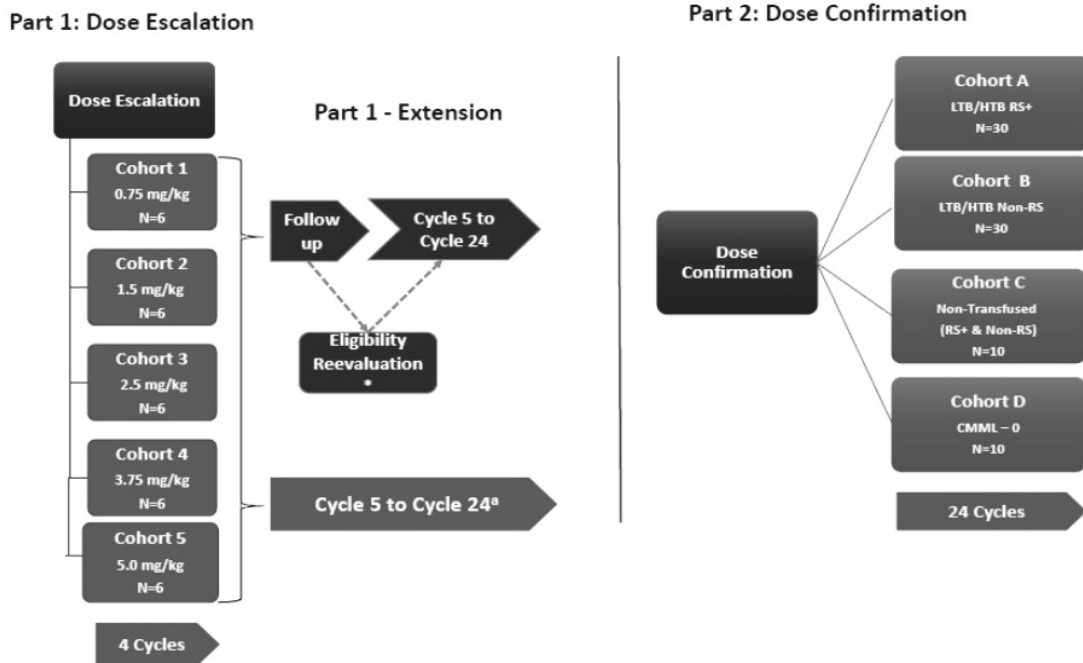 Part 1: Dose Escalation
Dose Escalation
Cohort 1
0.75 mg/kg
N=6
Cohort 2
1.5 mg/kg
N=6
Cohort 3
2.5 mg/kg
N=6
Cohort 4
3.75 mg/kg
N=6
Cohort 5
5.0 mg/kg
N=6
4 Cycles
Part 1 - Extension
Follow
up
Cycle 5 to
Cycle 24
Eligibility
Reevaluation
*
Cycle 5 to Cycle 24ª
Part 2: Dose Confirmation
Dose
Confirmation
Cohort A
LTB/HTB RS+
N=30
Cohort B
LTB/HTB Non-RS
N=30
Cohort C
Non-Transfused
(RS+ & Non-RS)
N=10
Cohort D
CMML – 0
N=10
24 Cycles